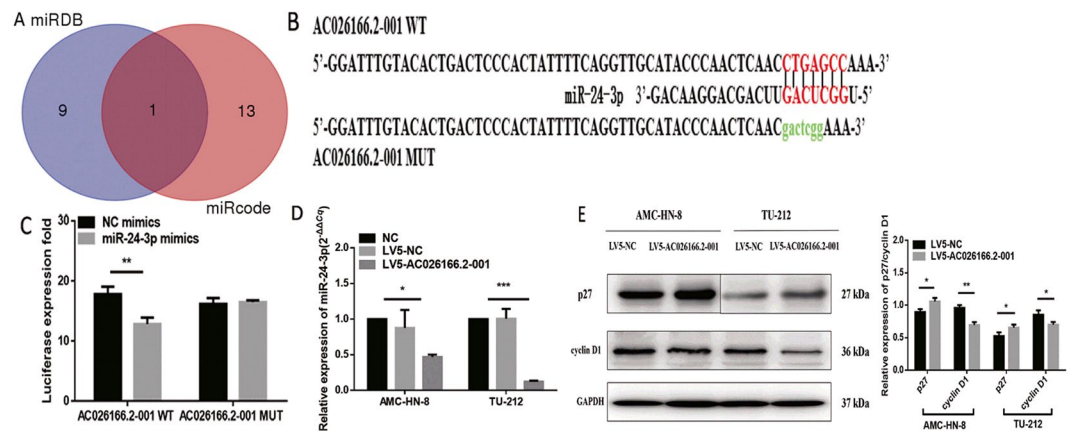 A miRDB
9
1
13
miRcode
B
AC026166.2-001 WT
5'-GGATTTGTACACTGACTCCCACTATTTTCAGGTTGCATACCCAACTCAACCTGAGCCAAA-3'
miR-24-3p 3'-GACAAGGACGACUUGACUCGGU-5'
5'-GGATTTGTACACTGACTCCCACTATTTTCAGGTTGCATACCCAACTCAACgactcggAAA-3'
AC026166.2-001 MUT
C
NC mimics
miR-24-3p mimics
Luciferase expression fold
30
20
10
0
**
AC026166.2-001 WT AC026166.2-001 MUT
D
NC
LV5-NC
LV5-AC026166.2-001
Relative expression of miR-24-3p(2^-ΔΔCq)
2.0
1.5
1.0
0.5
0.0
* ***
AMC-HN-8 TU-212
E
AMC-HN-8 TU-212
LV5-NC LV5-AC026166.2-001 LV5-NC LV5-AC026166.2-001
p27 27 kDa
cyclin D1 36 kDa
GAPDH 37 kDa
LV5-NC
LV5-AC026166.2-001
Relative expression of p27/cyclin D1
2.0
1.5
1.0
0.5
0.0
* ** * *
p27 cyclin D1 p27 cyclin D1
AMC-HN-8 TU-212